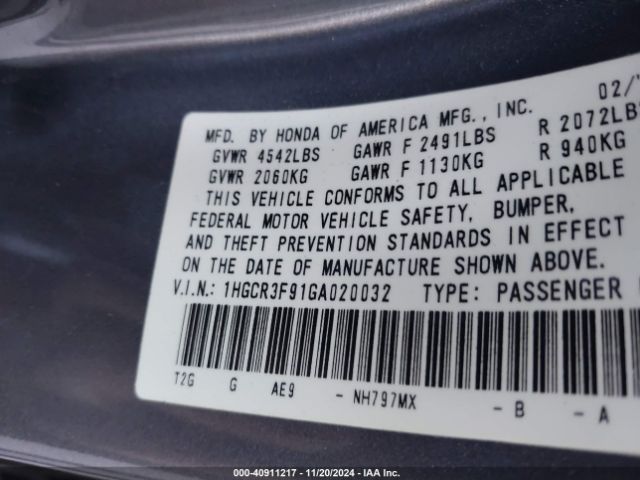 02/
MFD. BY HONDA OF AMERICA MFG., INC.
GVWR 4542LBS GAWR F 2491LBS R 2072LB
GVWR 2060KG GAWR F 1130KG R 940KG
THIS VEHICLE CONFORMS TO ALL APPLICABLE
FEDERAL MOTOR VEHICLE SAFETY, BUMPER,
AND THEFT PREVENTION STANDARDS IN EFFECT
ON THE DATE OF MANUFACTURE SHOWN ABOVE.
V.I.N.: 1HGCR3F91GA020032 TYPE: PASSENGER
T2G G AE9 - NH797MX - B - A
000-40911217 - 11/20/2024 - IAA Inc.